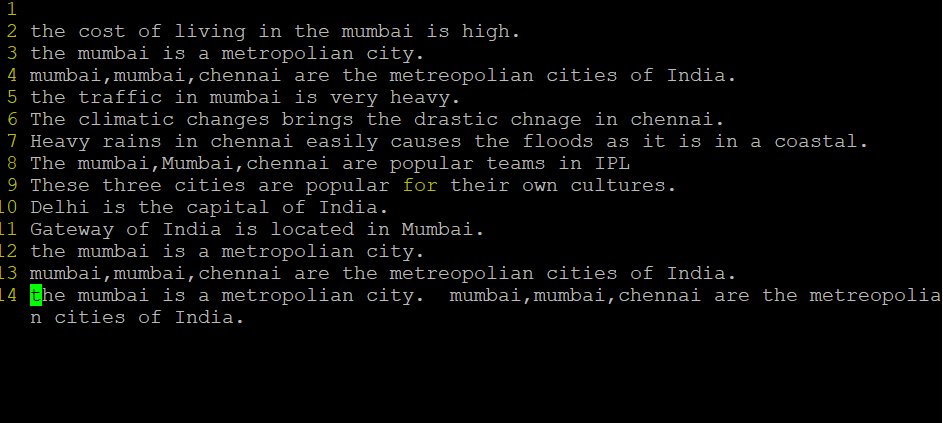 1
2 the cost of living in the mumbai is high.
3 the mumbai is a metropolian city.
4 mumbai,mumbai,chennai are the metreopolian cities of India.
5 the traffic in mumbai is very heavy.
6 The climatic changes brings the drastic chnage in chennai.
7 Heavy rains in chennai easily causes the floods as it is in a coastal.
8 The mumbai,Mumbai,chennai are popular teams in IPL
9 These three cities are popular for their own cultures.
10 Delhi is the capital of India.
11 Gateway of India is located in Mumbai.
12 the mumbai is a metropolian city.
13 mumbai,mumbai,chennai are the metreopolian cities of India.
14 the mumbai is a metropolian city.  mumbai,mumbai,chennai are the metreopolia
n cities of India.